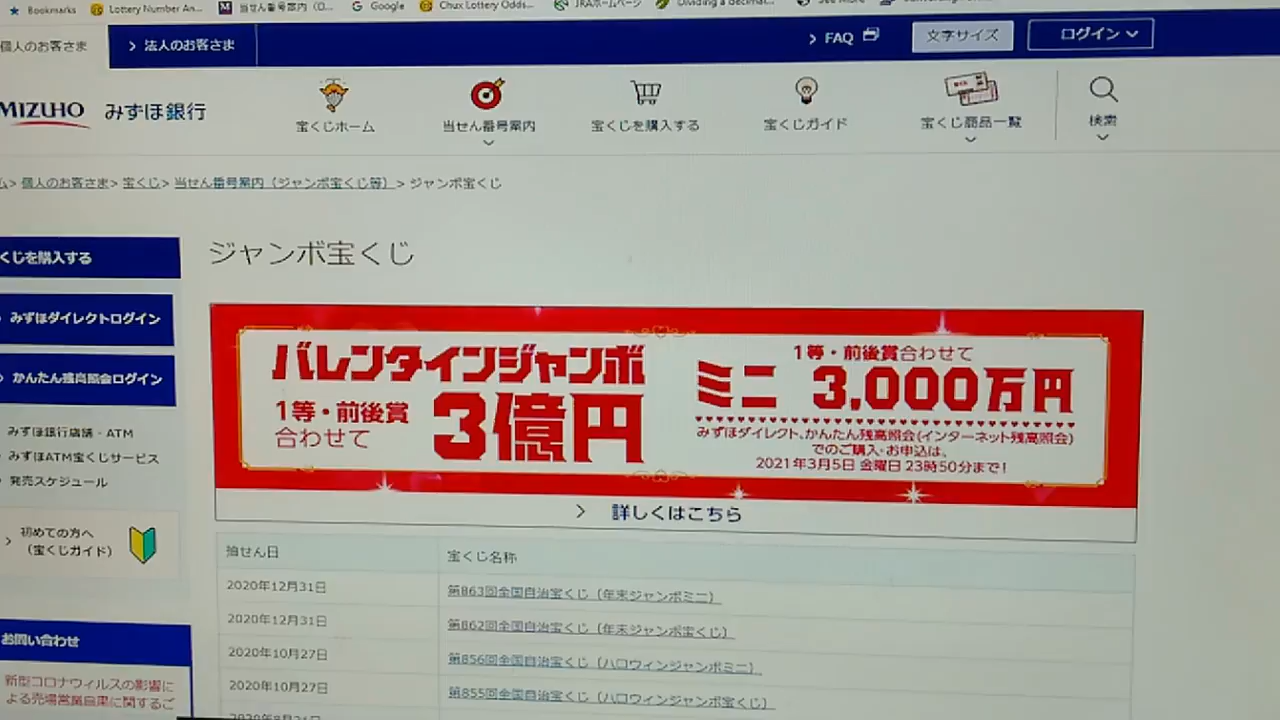 Bookmarks
Lottery Number An...
当せん番号案内 (O...
Google
Chux Lottery Odds...
JRAホームページ
Dividing a decimal...
See More
個人のお客さま
法人のお客さま
FAQ
文字サイズ
ログイン
MIZUHO みずほ銀行
宝くじホーム
当せん番号案内
宝くじを購入する
宝くじガイド
宝くじ商品一覧
検索
ム> 個人のお客さま> 宝くじ> 当せん番号案内（ジャンボ宝くじ等）> ジャンボ宝くじ
くじを購入する
みずほダイレクトログイン
かんたん残高照会ログイン
みずほ銀行店舗・ATM
みずほATM宝くじサービス
発売スケジュール
初めての方へ
（宝くじガイド）
お問い合わせ
新型コロナウィルスの影響に
よる売場営業自粛に関するご
ジャンボ宝くじ
バレンタインジャンボ
1等・前後賞
合わせて
3億円
1等・前後賞合わせて
ミニ 3,000万円
みずほダイレクト、かんたん残高照会(インターネット残高照会)
でのご購入・お申込は、
2021年3月5日 金曜日 23時50分まで!
> 詳しくはこちら
抽せん日 宝くじ名称
2020年12月31日 第863回全国自治宝くじ（年末ジャンボミニ）
2020年12月31日 第862回全国自治宝くじ（年末ジャンボ宝くじ）
2020年10月27日 第856回全国自治宝くじ（ハロウィンジャンボミニ）
2020年10月27日 第855回全国自治宝くじ（ハロウィンジャンボ宝くじ）